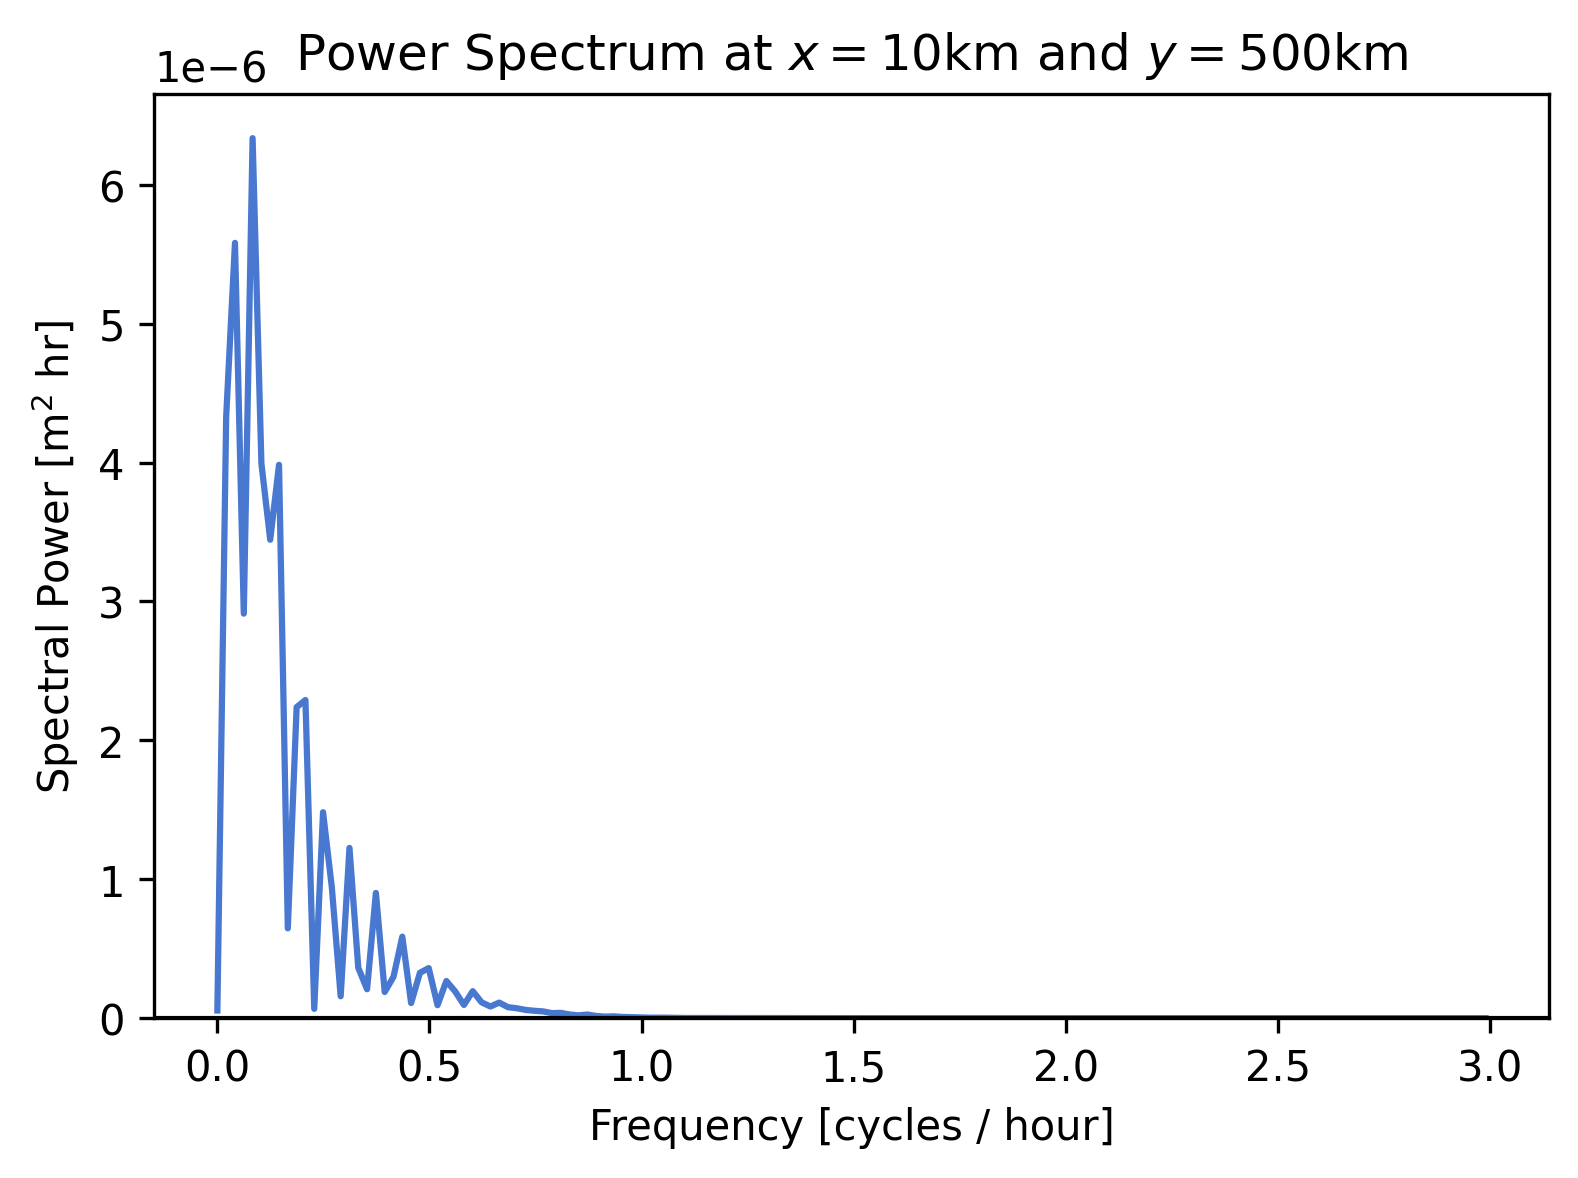 Power Spectrum at x = 10km and y = 500km
1e−6
6
5
4
3
2
1
0
Spectral Power [m² hr]
0.0 0.5 1.0 1.5 2.0 2.5 3.0
Frequency [cycles / hour]